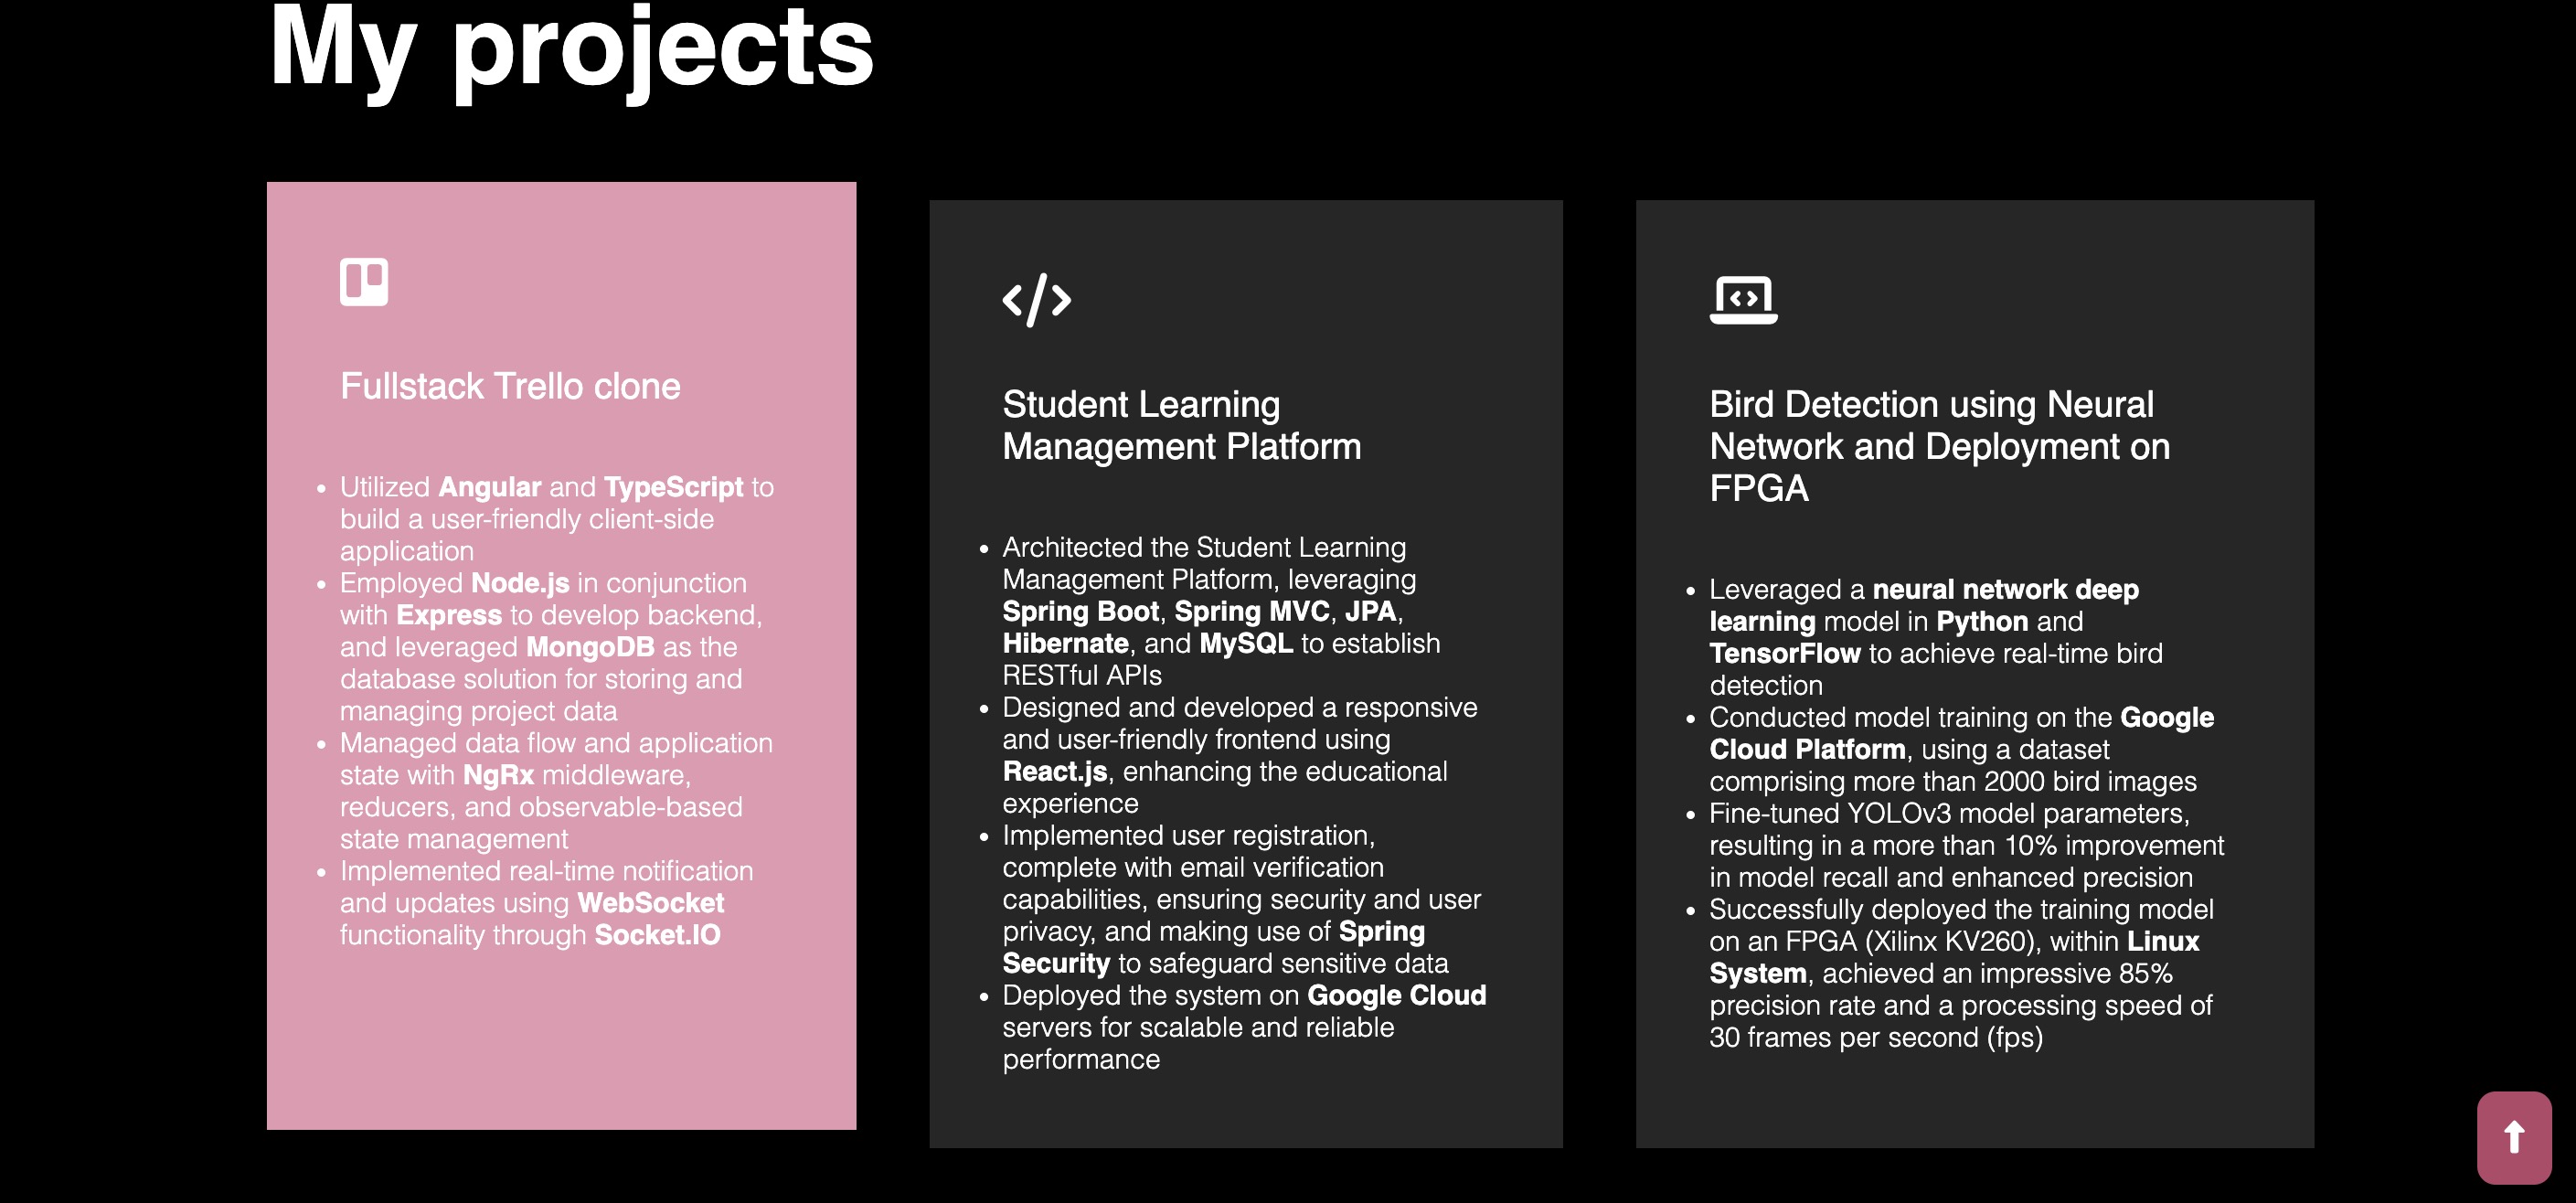 My projects
Fullstack Trello clone
• Utilized Angular and TypeScript to
build a user-friendly client-side
application
• Employed Node.js in conjunction
with Express to develop backend,
and leveraged MongoDB as the
database solution for storing and
managing project data
• Managed data flow and application
state with NgRx middleware,
reducers, and observable-based
state management
• Implemented real-time notification
and updates using WebSocket
functionality through Socket.IO
Student Learning
Management Platform
• Architected the Student Learning
Management Platform, leveraging
Spring Boot, Spring MVC, JPA,
Hibernate, and MySQL to establish
RESTful APIs
• Designed and developed a responsive
and user-friendly frontend using
React.js, enhancing the educational
experience
• Implemented user registration,
complete with email verification
capabilities, ensuring security and user
privacy, and making use of Spring
Security to safeguard sensitive data
• Deployed the system on Google Cloud
servers for scalable and reliable
performance
Bird Detection using Neural
Network and Deployment on
FPGA
• Leveraged a neural network deep
learning model in Python and
TensorFlow to achieve real-time bird
detection
• Conducted model training on the Google
Cloud Platform, using a dataset
comprising more than 2000 bird images
• Fine-tuned YOLOv3 model parameters,
resulting in a more than 10% improvement
in model recall and enhanced precision
• Successfully deployed the training model
on an FPGA (Xilinx KV260), within Linux
System, achieved an impressive 85%
precision rate and a processing speed of
30 frames per second (fps)